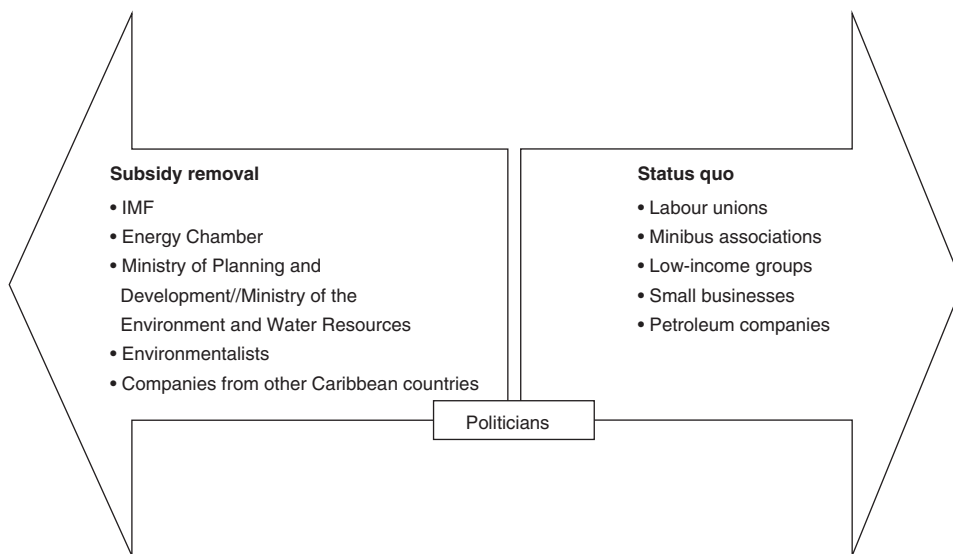 Subsidy removal
• IMF
• Energy Chamber
• Ministry of Planning and
Development//Ministry of the
Environment and Water Resources
• Environmentalists
• Companies from other Caribbean countries
Status quo
• Labour unions
• Minibus associations
• Low-income groups
• Small businesses
• Petroleum companies
Politicians